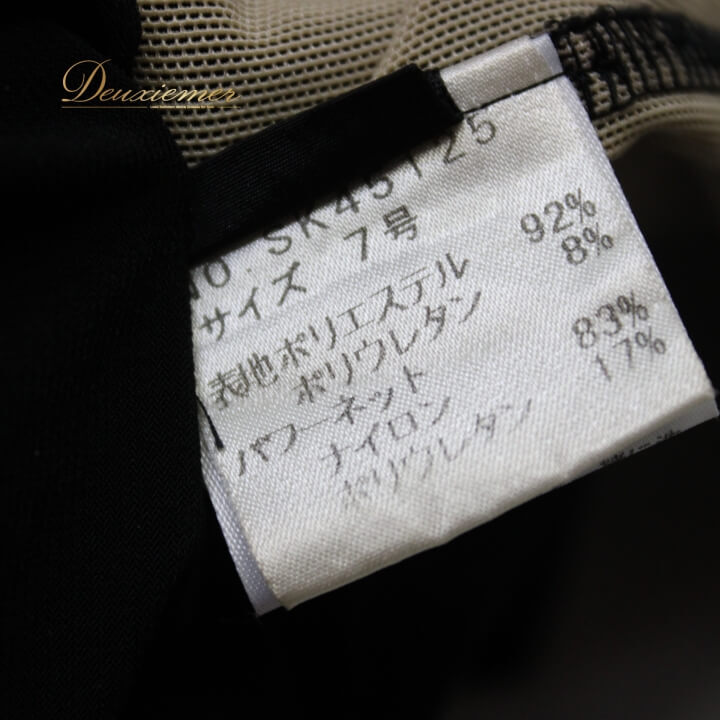 Deuxiemer
NO. SK45125
サイズ 7号
表地ポリエステル 92%
ポリウレタン 8%
パワーネット
ナイロン 83%
ポリウレタン 17%